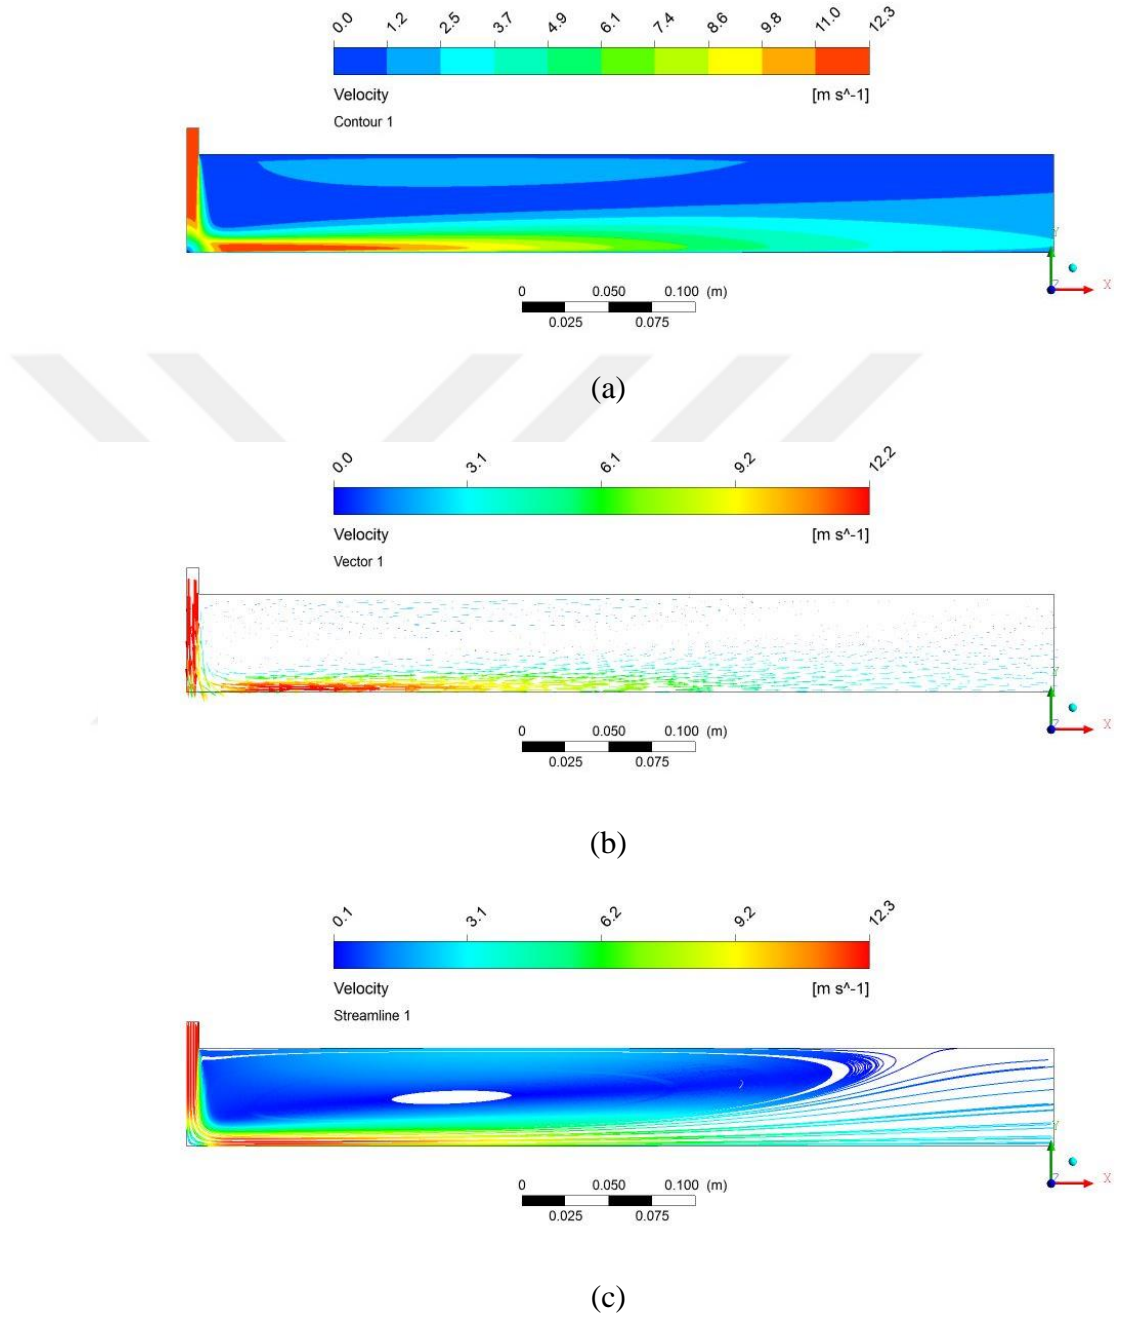 0.0 1.2 2.5 3.7 4.9 6.1 7.4 8.6 9.8 11.0 12.3
Velocity [m s^-1]
Contour 1
Y
Z X
0 0.050 0.100 (m)
0.025 0.075
(a)
0.0 3.1 6.1 9.2 12.2
Velocity [m s^-1]
Vector 1
Y
Z X
0 0.050 0.100 (m)
0.025 0.075
(b)
0.1 3.1 6.2 9.2 12.3
Velocity [m s^-1]
Streamline 1
Y
Z X
0 0.050 0.100 (m)
0.025 0.075
(c)